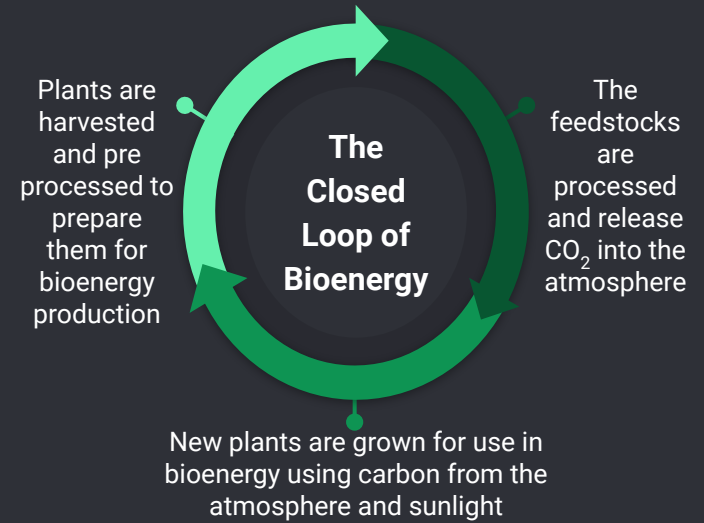 The
Closed
Loop of
Bioenergy
Plants are
harvested
and pre
processed to
prepare
them for
bioenergy
production
The
feedstocks
are
processed
and release
CO₂ into the
atmosphere
New plants are grown for use in
bioenergy using carbon from the
atmosphere and sunlight